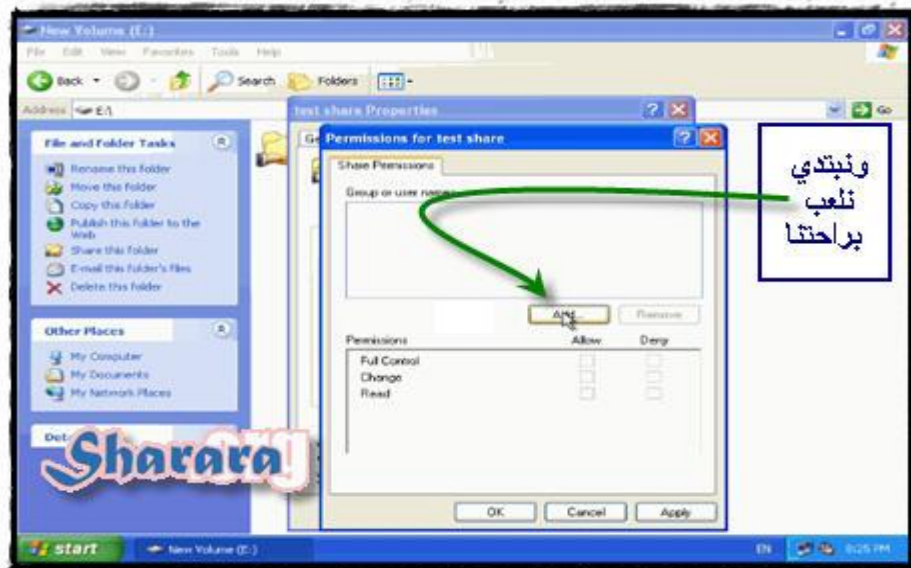 New Volume (E:)
File Edit View Favorites Tools Help
Back Search Folders
Address E:\ Go
test share Properties
Permissions for test share
Share Permissions
Group or user names:
Add... Remove
Permissions Allow Deny
Full Control
Change
Read
OK Cancel Apply
File and Folder Tasks
Rename this folder
Move this folder
Copy this folder
Publish this folder to the
Web
Share this folder
E-mail this folder's files
Delete this folder
Other Places
My Computer
My Documents
My Network Places
Sharara
org
ونبتدي
نلعب
براحتنا
start New Volume (E:) EN 8:25 PM